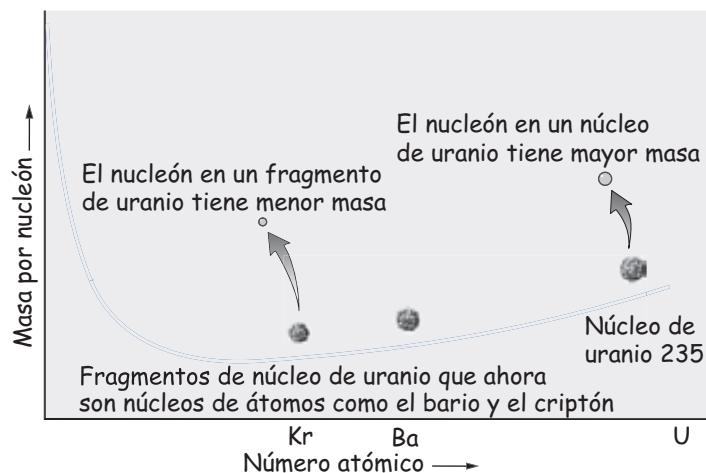 El nucleón en un núcleo
de uranio tiene mayor masa
El nucleón en un fragmento
de uranio tiene menor masa
Masa por nucleón
Núcleo de
uranio 235
Fragmentos de núcleo de uranio que ahora
son núcleos de átomos como el bario y el criptón
Kr Ba U
Número atómico